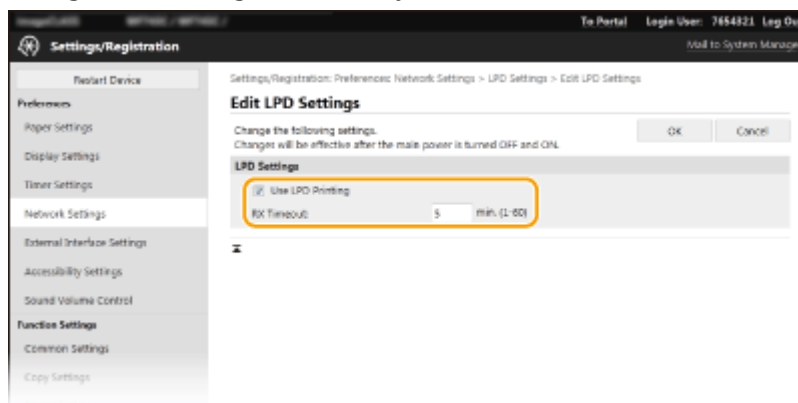 To Portal Login User: 7654321 Log Ou
Settings/Registration
Mail to System Manage
Restart Device
Settings/Registration: Preferences: Network Settings > LPD Settings > Edit LPD Settings
Preferences
Edit LPD Settings
Paper Settings
Change the following settings.
Changes will be effective after the main power is turned OFF and ON.
OK Cancel
Display Settings
LPD Settings
Timer Settings
Use LPD Printing
Network Settings
RX Timeout: 5 min. (1-60)
External Interface Settings
Accessibility Settings
Sound Volume Control
Function Settings
Common Settings
Copy Settings